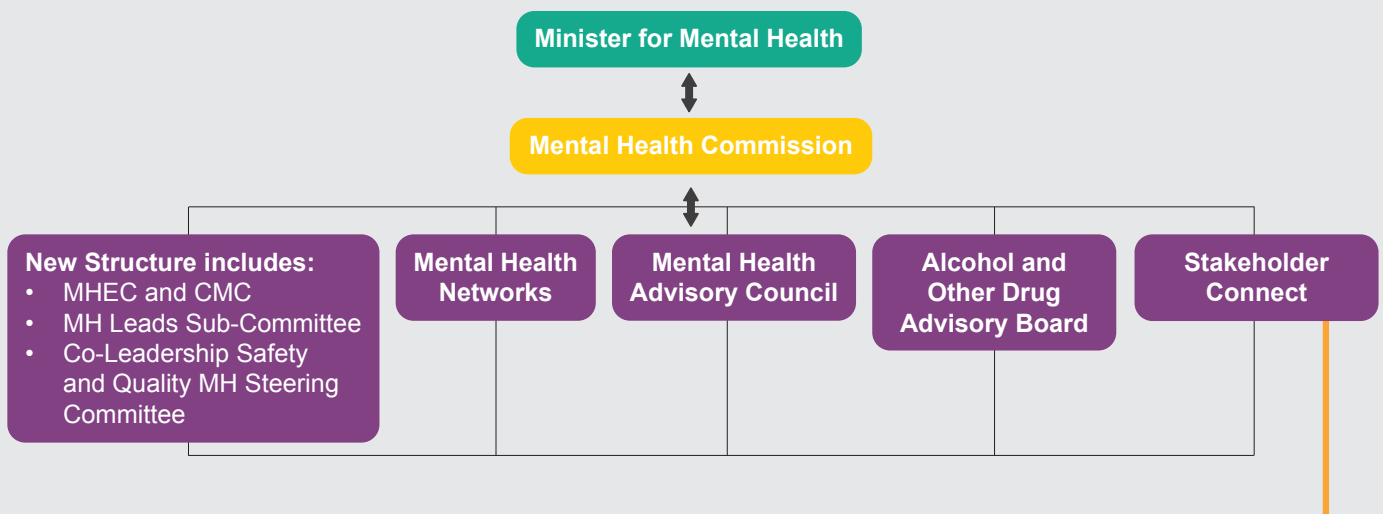 Minister for Mental Health
Mental Health Commission
New Structure includes:
• MHEC and CMC
• MH Leads Sub-Committee
• Co-Leadership Safety
and Quality MH Steering
Committee
Mental Health
Networks
Mental Health
Advisory Council
Alcohol and
Other Drug
Advisory Board
Stakeholder
Connect